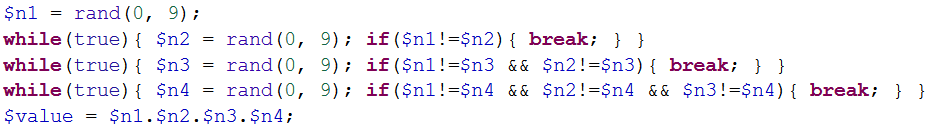 $n1 = rand(0, 9);
while(true){ $n2 = rand(0, 9); if($n1!=$n2){ break; } }
while(true){ $n3 = rand(0, 9); if($n1!=$n3 && $n2!=$n3){ break; } }
while(true){ $n4 = rand(0, 9); if($n1!=$n4 && $n2!=$n4 && $n3!=$n4){ break; } }
$value = $n1.$n2.$n3.$n4;